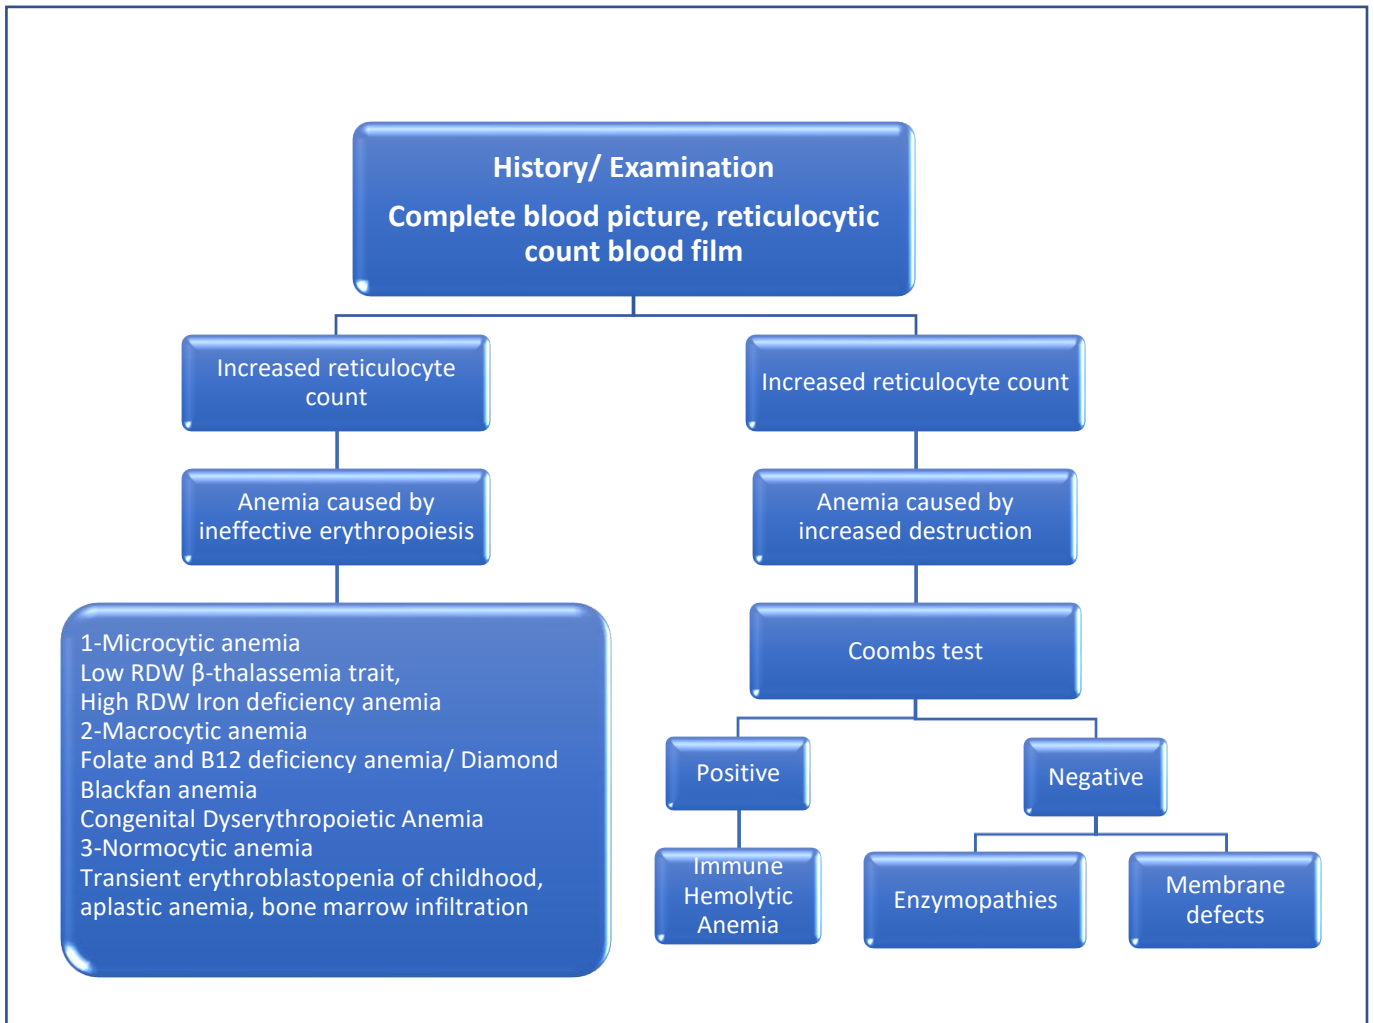 History/ Examination
Complete blood picture, reticulocytic
count blood film
Increased reticulocyte
count
Increased reticulocyte count
Anemia caused by
ineffective erythropoiesis
Anemia caused by
increased destruction
1-Microcytic anemia
Low RDW β-thalassemia trait,
High RDW Iron deficiency anemia
2-Macrocytic anemia
Folate and B12 deficiency anemia/ Diamond
Blackfan anemia
Congenital Dyserythropoietic Anemia
3-Normocytic anemia
Transient erythroblastopenia of childhood,
aplastic anemia, bone marrow infiltration
Coombs test
Positive
Negative
Immune
Hemolytic
Anemia
Enzymopathies
Membrane
defects